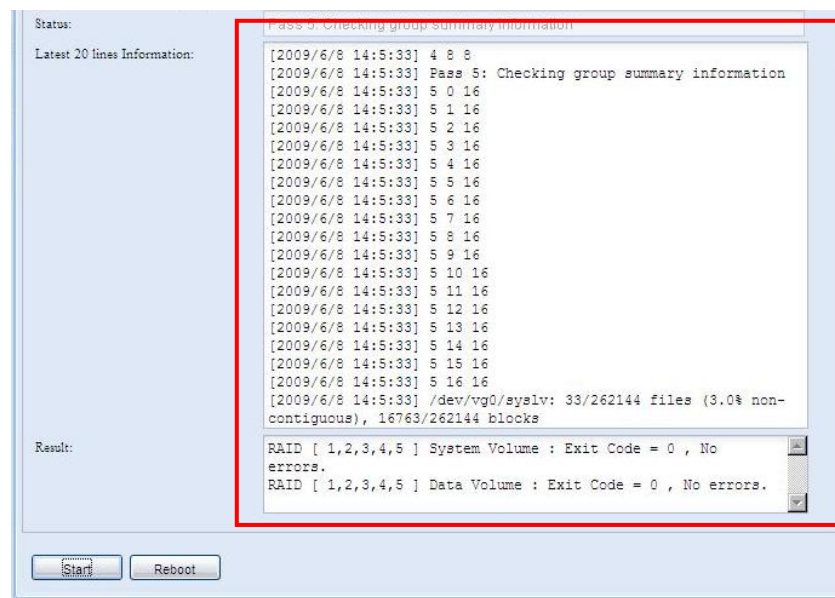 Status:
Pass 5: Checking group summary information
Latest 20 lines Information:
[2009/6/8 14:5:33] 4 8 8
[2009/6/8 14:5:33] Pass 5: Checking group summary information
[2009/6/8 14:5:33] 5 0 16
[2009/6/8 14:5:33] 5 1 16
[2009/6/8 14:5:33] 5 2 16
[2009/6/8 14:5:33] 5 3 16
[2009/6/8 14:5:33] 5 4 16
[2009/6/8 14:5:33] 5 5 16
[2009/6/8 14:5:33] 5 6 16
[2009/6/8 14:5:33] 5 7 16
[2009/6/8 14:5:33] 5 8 16
[2009/6/8 14:5:33] 5 9 16
[2009/6/8 14:5:33] 5 10 16
[2009/6/8 14:5:33] 5 11 16
[2009/6/8 14:5:33] 5 12 16
[2009/6/8 14:5:33] 5 13 16
[2009/6/8 14:5:33] 5 14 16
[2009/6/8 14:5:33] 5 15 16
[2009/6/8 14:5:33] 5 16 16
[2009/6/8 14:5:33] /dev/vg0/syslv: 33/262144 files (3.0% non-
contiguous), 16763/262144 blocks
Result:
RAID [ 1,2,3,4,5 ] System Volume : Exit Code = 0 , No
errors.
RAID [ 1,2,3,4,5 ] Data Volume : Exit Code = 0 , No errors.
Start
Reboot